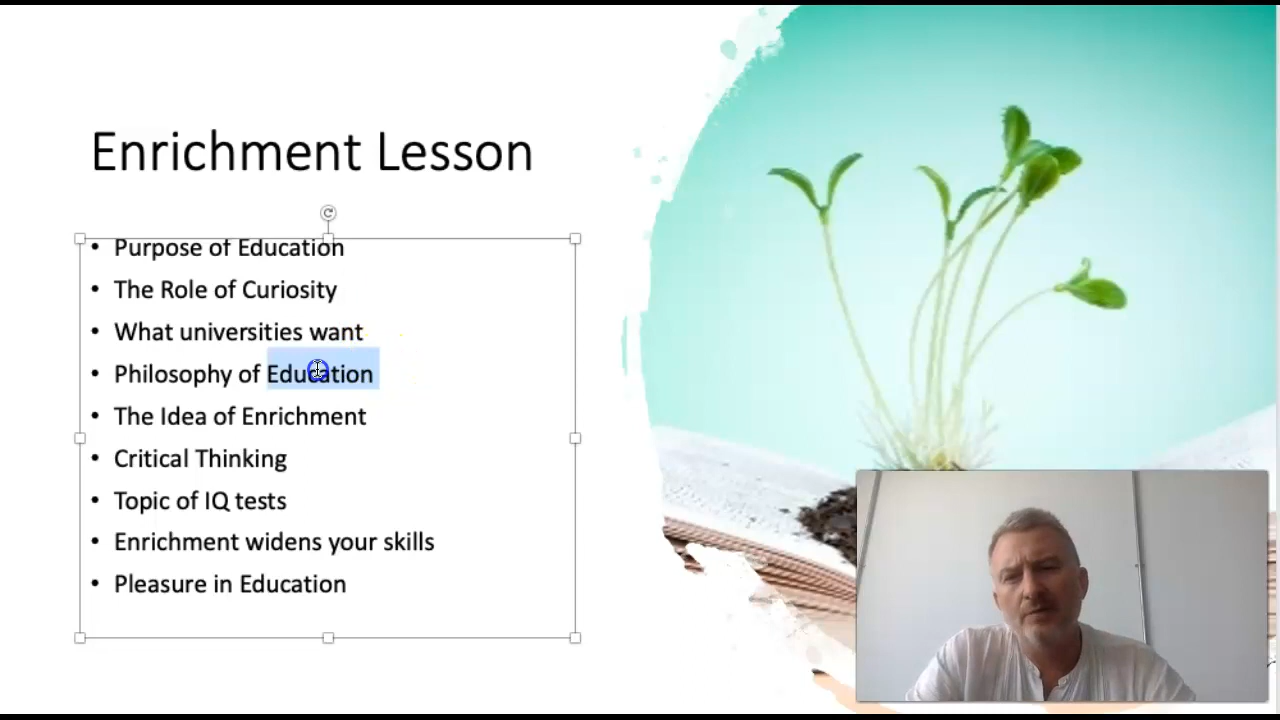 Enrichment Lesson
• Purpose of Education
• The Role of Curiosity
• What universities want
• Philosophy of Education
• The Idea of Enrichment
• Critical Thinking
• Topic of IQ tests
• Enrichment widens your skills
• Pleasure in Education